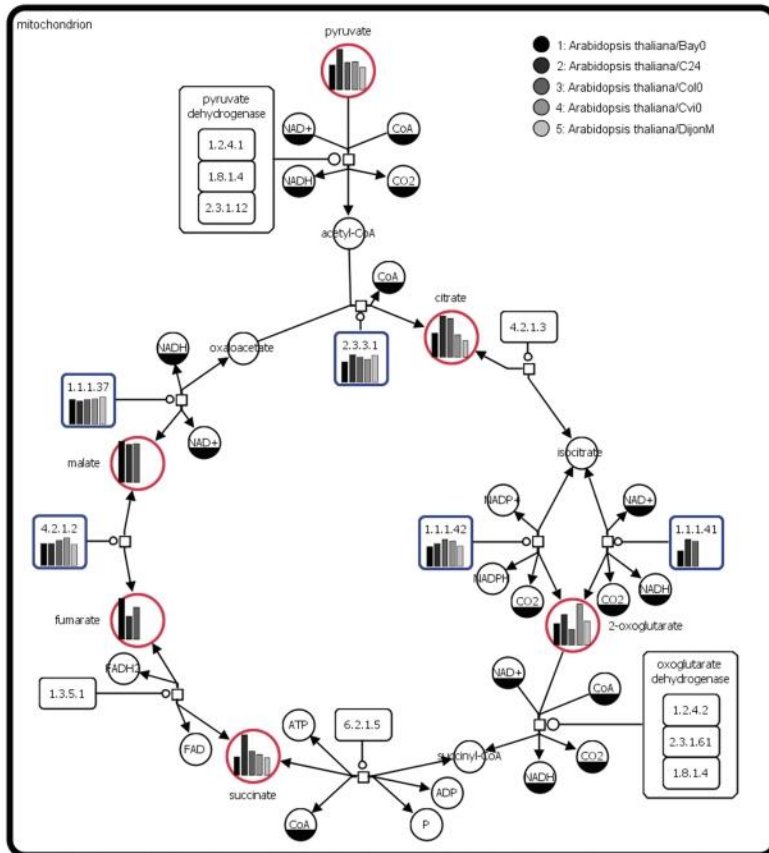 mitochondrion
pyruvate
1: Arabidopsis thaliana/Bay0
2: Arabidopsis thaliana/C24
3: Arabidopsis thaliana/Col0
4: Arabidopsis thaliana/Cvi0
5: Arabidopsis thaliana/DijonM
pyruvate
dehydrogenase
1.2.4.1
1.8.1.4
2.3.1.12
NAD+
CoA
NADH
CO2
acetyl-CoA
CoA
citrate
4.2.1.3
NADH
oxaloacetate
2.3.3.1
1.1.1.37
NAD+
malate
isocitrate
NADP+
NAD+
4.2.1.2
1.1.1.42
1.1.1.41
NADPH
CO2
CO2
NADH
fumarate
2-oxoglutarate
FADH2
1.3.5.1
NAD+
CoA
oxoglutarate
dehydrogenase
1.2.4.2
2.3.1.61
1.8.1.4
ATP
6.2.1.5
FAD
succinyl-CoA
CO2
NADH
succinate
ADP
CoA
P